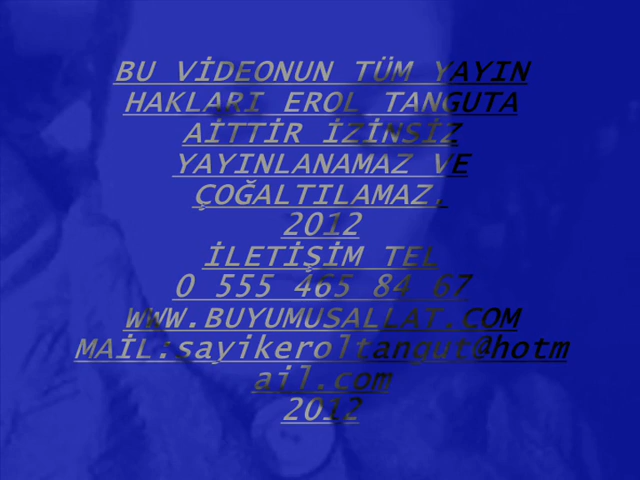 BU VİDEONUN TÜM YAYIN
HAKLARI EROL TANGUTA
AİTTİR İZİNSİZ
YAYINLANAMAZ VE
ÇOĞALTILAMAZ.
2012
İLETİŞİM TEL
0 555 465 84 67
WWW.BUYUMUSALLAT.COM
MAİL:sayikeroltangut@hotm
ail.com
2012